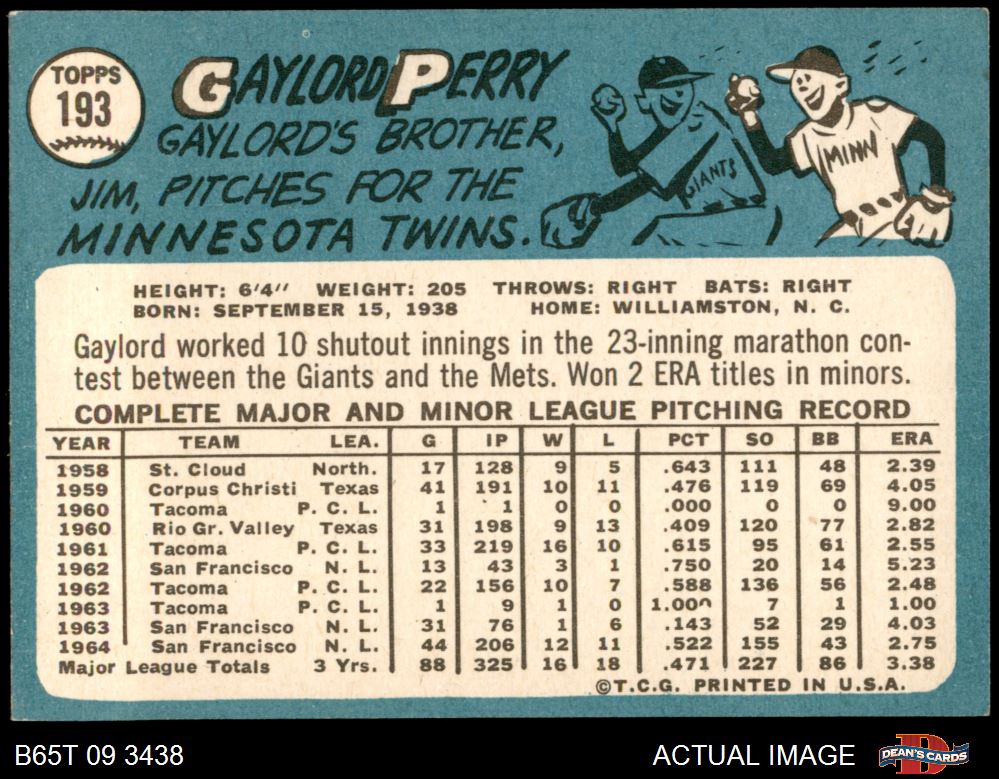 TOPPS
193
GAYLORD PERRY
GAYLORD'S BROTHER,
JIM, PITCHES FOR THE
MINNESOTA TWINS.
GIANTS
MINN
HEIGHT: 6'4" WEIGHT: 205 THROWS: RIGHT BATS: RIGHT
BORN: SEPTEMBER 15, 1938 HOME: WILLIAMSTON, N. C.
Gaylord worked 10 shutout innings in the 23-inning marathon con-
test between the Giants and the Mets. Won 2 ERA titles in minors.
COMPLETE MAJOR AND MINOR LEAGUE PITCHING RECORD
YEAR TEAM LEA. G IP W L PCT SO BB ERA
1958 St. Cloud North. 17 128 9 5 .643 111 48 2.39
1959 Corpus Christi Texas 41 191 10 11 .476 119 69 4.05
1960 Tacoma P. C. L. 1 1 0 0 .000 0 0 9.00
1960 Rio Gr. Valley Texas 31 198 9 13 .409 120 77 2.82
1961 Tacoma P. C. L. 33 219 16 10 .615 95 61 2.55
1962 San Francisco N. L. 13 43 3 1 .750 20 14 5.23
1962 Tacoma P. C. L. 22 156 10 7 .588 136 56 2.48
1963 Tacoma P. C. L. 1 9 1 0 1.000 7 1 1.00
1963 San Francisco N. L. 31 76 1 6 .143 52 29 4.03
1964 San Francisco N. L. 44 206 12 11 .522 155 43 2.75
Major League Totals 3 Yrs. 88 325 16 18 .471 227 86 3.38
©T.C.G. PRINTED IN U.S.A.
B65T 09 3438 ACTUAL IMAGE DEAN'S CARDS